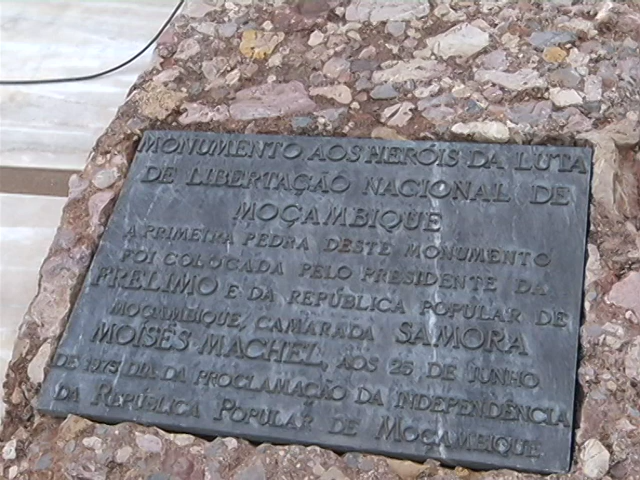 MONUMENTO AOS HERÓIS DA LUTA
DE LIBERTAÇÃO NACIONAL DE
MOÇAMBIQUE
A PRIMEIRA PEDRA DESTE MONUMENTO
FOI COLOCADA PELO PRESIDENTE DA
FRELIMO E DA REPÚBLICA POPULAR DE
MOÇAMBIQUE, CAMARADA SAMORA
MOISÉS MACHEL, AOS 25 DE JUNHO
DE 1975 DIA DA PROCLAMAÇÃO DA INDEPENDÊNCIA
DA REPÚBLICA POPULAR DE MOÇAMBIQUE